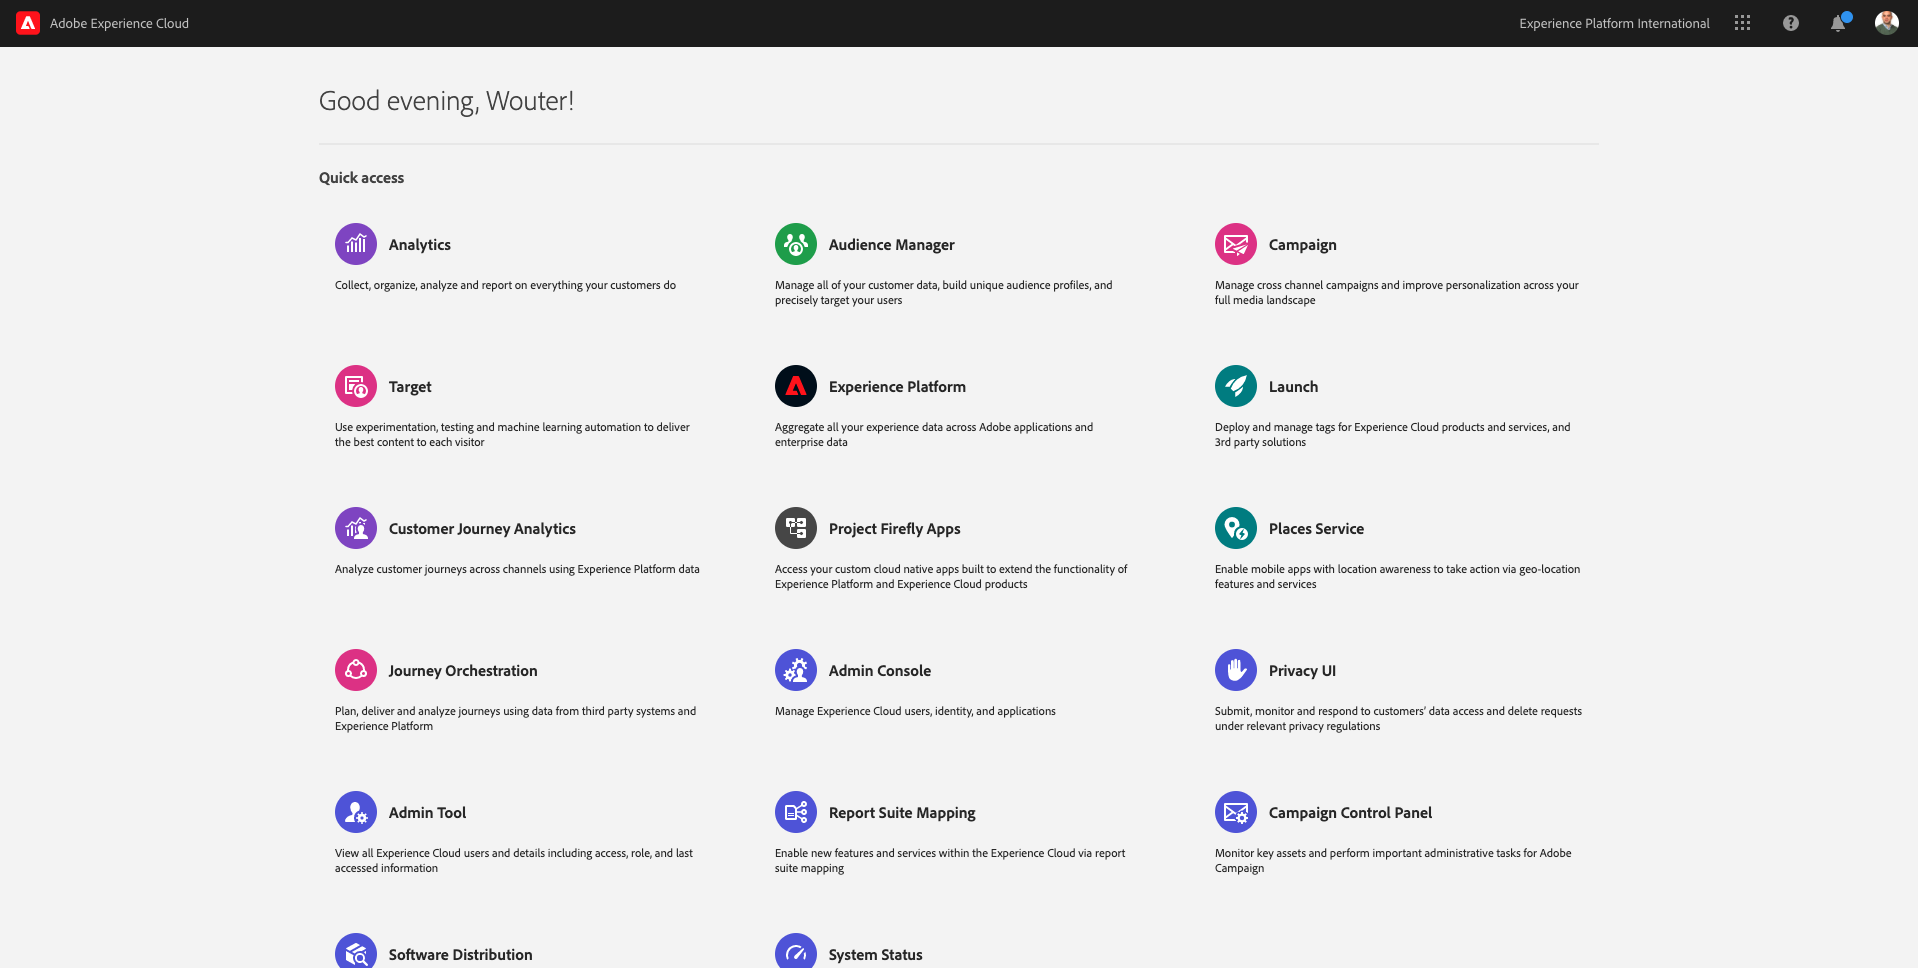 Adobe Experience Cloud
Experience Platform International
Good evening, Wouter!
Quick access
Analytics
Collect, organize, analyze and report on everything your customers do
Audience Manager
Manage all of your customer data, build unique audience profiles, and
precisely target your users
Campaign
Manage cross channel campaigns and improve personalization across your
full media landscape
Target
Use experimentation, testing and machine learning automation to deliver
the best content to each visitor
Experience Platform
Aggregate all your experience data across Adobe applications and
enterprise data
Launch
Deploy and manage tags for Experience Cloud products and services, and
3rd party solutions
Customer Journey Analytics
Analyze customer journeys across channels using Experience Platform data
Project Firefly Apps
Access your custom cloud native apps built to extend the functionality of
Experience Platform and Experience Cloud products
Places Service
Enable mobile apps with location awareness to take action via geo-location
features and services
Journey Orchestration
Plan, deliver and analyze journeys using data from third party systems and
Experience Platform
Admin Console
Manage Experience Cloud users, identity, and applications
Privacy UI
Submit, monitor and respond to customers' data access and delete requests
under relevant privacy regulations
Admin Tool
View all Experience Cloud users and details including access, role, and last
accessed information
Report Suite Mapping
Enable new features and services within the Experience Cloud via report
suite mapping
Campaign Control Panel
Monitor key assets and perform important administrative tasks for Adobe
Campaign
Software Distribution
System Status